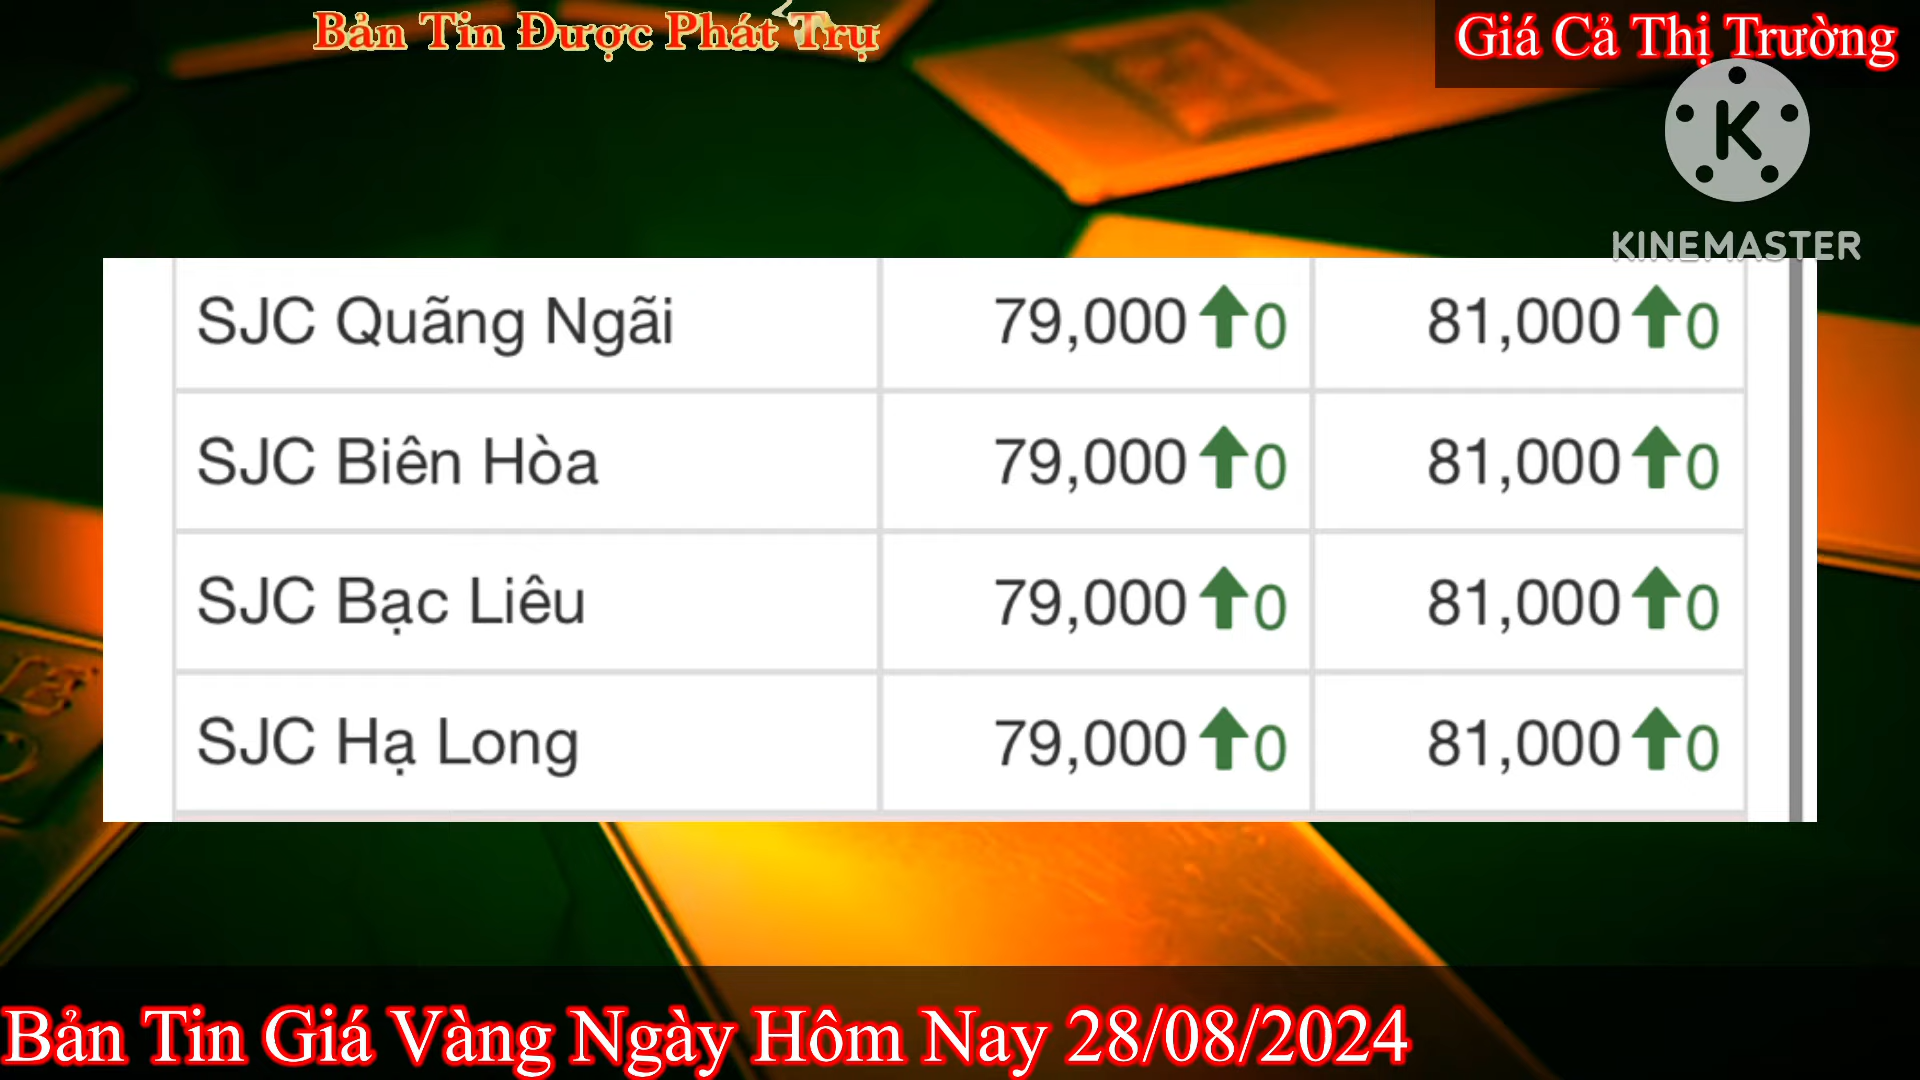 Bản Tin Được Phát Trự
Giá Cả Thị Trường
K
KINEMASTER
SJC Quãng Ngãi 79,000 ⬆0 81,000 ⬆0
SJC Biên Hòa 79,000 ⬆0 81,000 ⬆0
SJC Bạc Liêu 79,000 ⬆0 81,000 ⬆0
SJC Hạ Long 79,000 ⬆0 81,000 ⬆0
Bản Tin Giá Vàng Ngày Hôm Nay 28/08/2024